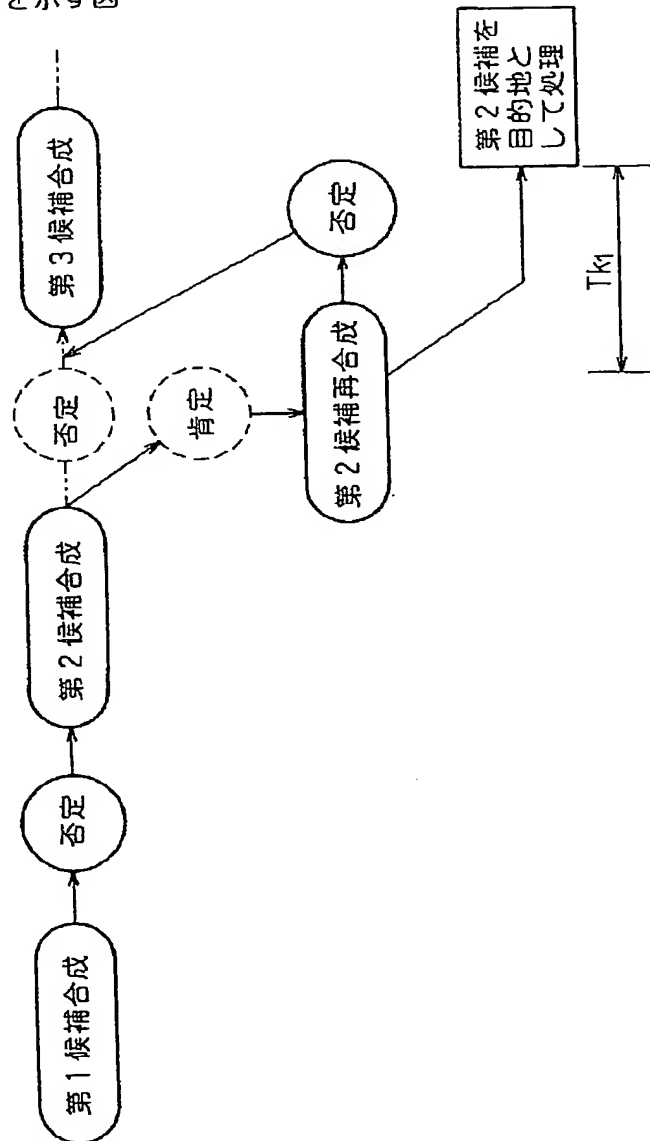 を示す図
第1候補合成
否定
第2候補合成
否定
第3候補合成
肯定
第2候補再合成
否定
第2候補を
目的地と
して処理
Tk1